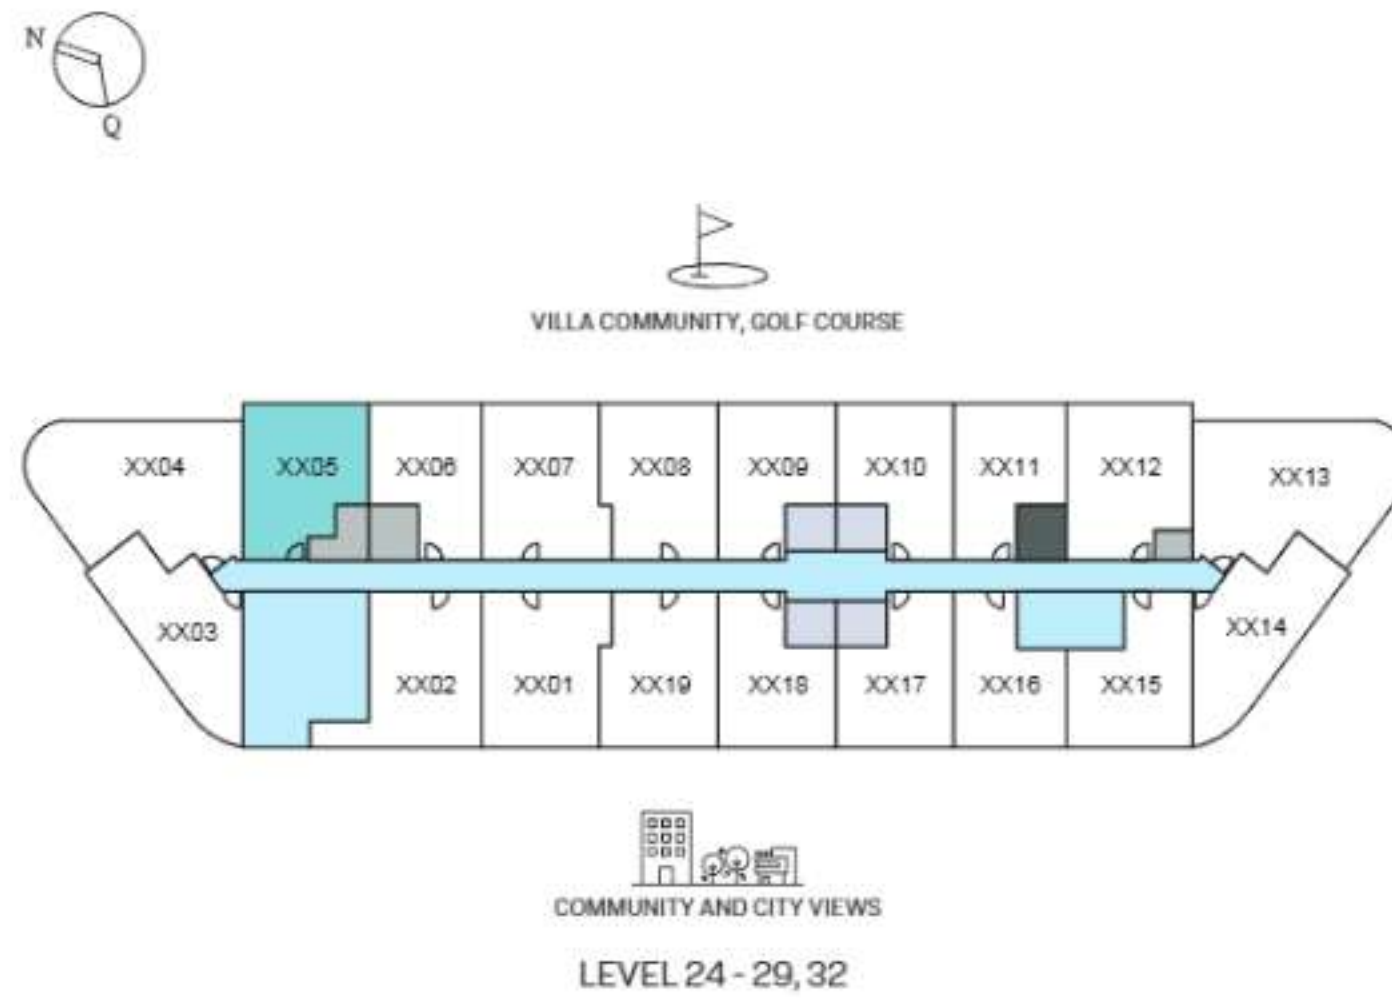 N
Q
VILLA COMMUNITY, GOLF COURSE
XX04
XX05
XX06
XX07
XX08
XX09
XX10
XX11
XX12
XX13
XX03
XX02
XX01
XX19
XX18
XX17
XX16
XX15
XX14
COMMUNITY AND CITY VIEWS
LEVEL 24 - 29, 32